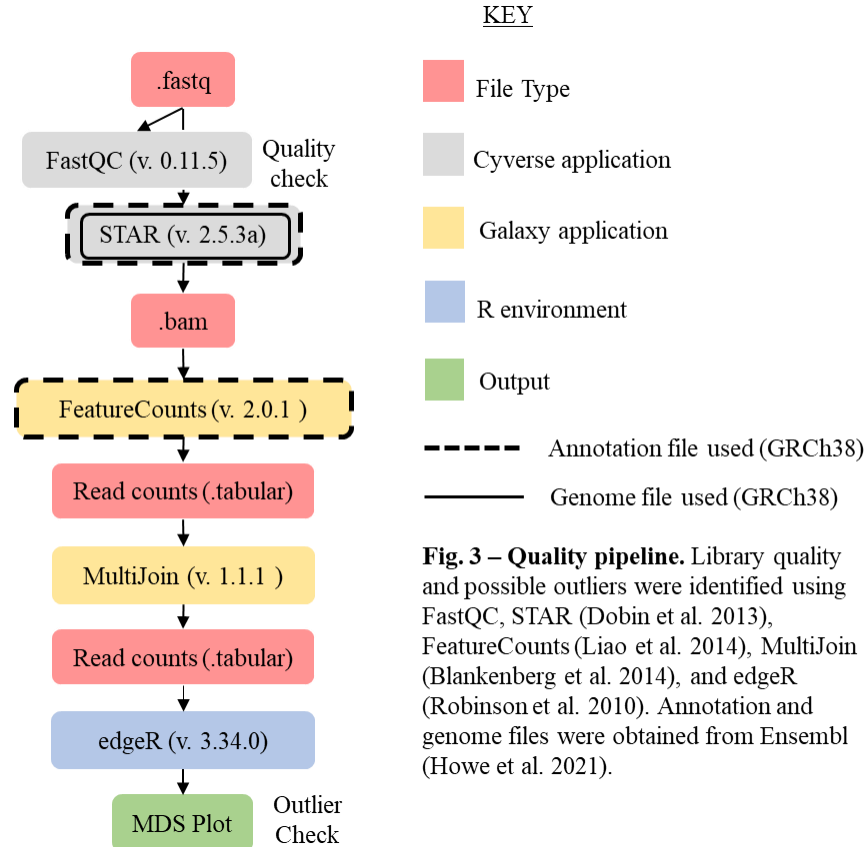 KEY
.fastq
File Type
FastQC (v. 0.11.5)
Quality
check
Cyverse application
STAR (v. 2.5.3a)
Galaxy application
.bam
R environment
Output
FeatureCounts (v. 2.0.1 )
Annotation file used (GRCh38)
Read counts (.tabular)
Genome file used (GRCh38)
MultiJoin (v. 1.1.1 )
Read counts (.tabular)
edgeR (v. 3.34.0)
MDS Plot
Outlier
Check
Fig. 3 – Quality pipeline. Library quality
and possible outliers were identified using
FastQC, STAR (Dobin et al. 2013),
FeatureCounts (Liao et al. 2014), MultiJoin
(Blankenberg et al. 2014), and edgeR
(Robinson et al. 2010). Annotation and
genome files were obtained from Ensembl
(Howe et al. 2021).